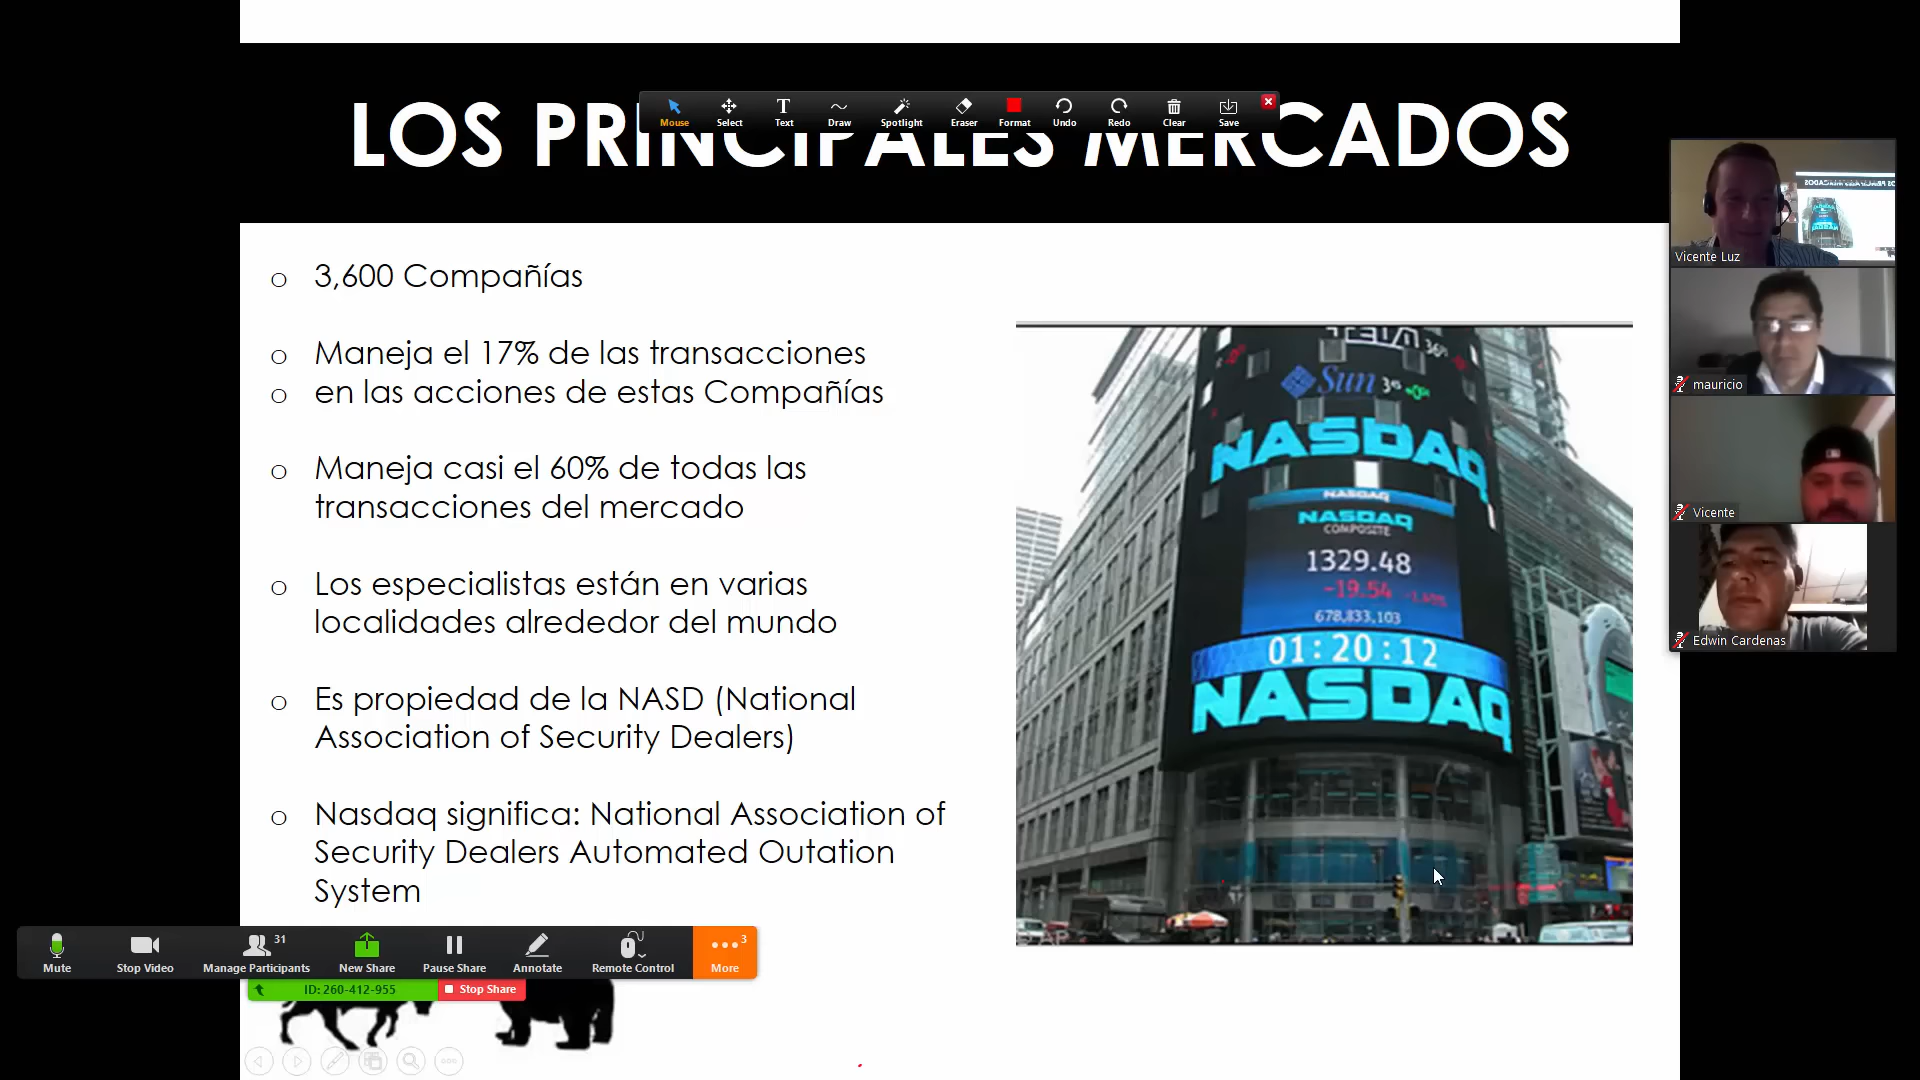 LOS PRINCIPALES MERCADOS
Mouse
Select
Text
Draw
Spotlight
Eraser
Format
Undo
Redo
Clear
Save
3,600 Compañías
Maneja el 17% de las transacciones
en las acciones de estas Compañías
Maneja casi el 60% de todas las
transacciones del mercado
Los especialistas están en varias
localidades alrededor del mundo
Es propiedad de la NASD (National
Association of Security Dealers)
Nasdaq significa: National Association of
Security Dealers Automated Outation
System
Sun
NASDAQ
NASDAQ
NASDAQ
COMPOSITE
1329.48
-19.54
678,833,103
01:20:12
NASDAQ
Vicente Luz
mauricio
Vicente
Edwin Cardenas
Mute
Stop Video
31
Manage Participants
New Share
Pause Share
Annotate
Remote Control
3
More
ID: 260-412-955
Stop Share